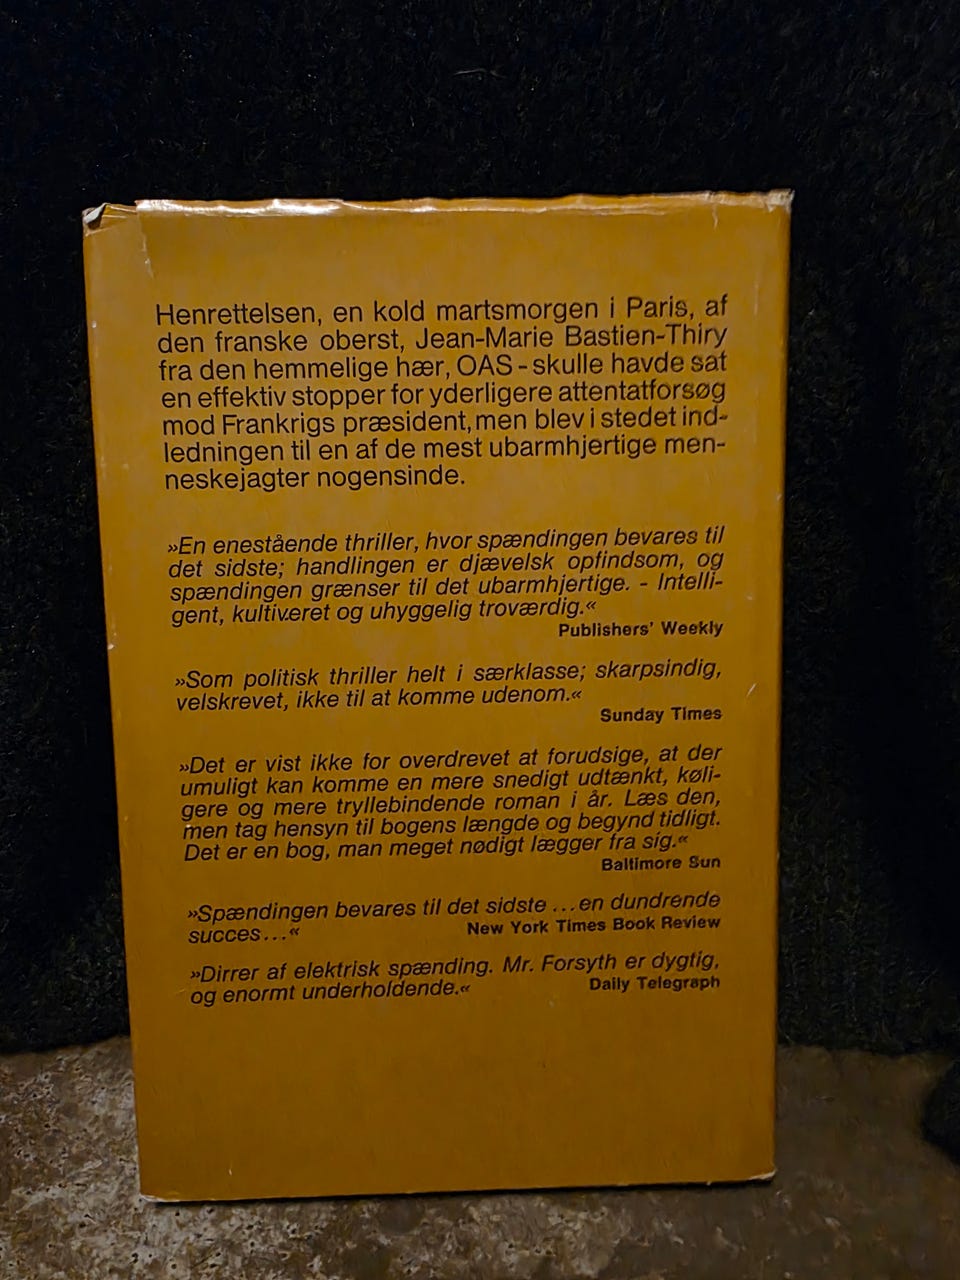 Henrettelsen, en kold martsmorgen i Paris, af
den franske oberst, Jean-Marie Bastien-Thiry
fra den hemmelige hær, OAS - skulle havde sat
en effektiv stopper for yderligere attentatforsøg
mod Frankrigs præsident, men blev i stedet ind-
ledningen til en af de mest ubarmhjertige men-
neskejagter nogensinde.
»En enestående thriller, hvor spændingen bevares til
det sidste; handlingen er djævelsk opfindsom, og
spændingen grænser til det ubarmhjertige. - Intelli-
gent, kultiveret og uhyggelig troværdig.«
Publishers' Weekly
»Som politisk thriller helt i særklasse; skarpsindig,
velskrevet, ikke til at komme udenom.«
Sunday Times
»Det er vist ikke for overdrevet at forudsige, at der
umuligt kan komme en mere snedigt udtænkt, køli-
gere og mere tryllebindende roman i år. Læs den,
men tag hensyn til bogens længde og begynd tidligt.
Det er en bog, man meget nødigt lægger fra sig.«
Baltimore Sun
»Spændingen bevares til det sidste ... en dundrende
succes...« New York Times Book Review
»Dirrer af elektrisk spænding. Mr. Forsyth er dygtig,
og enormt underholdende.« Daily Telegraph